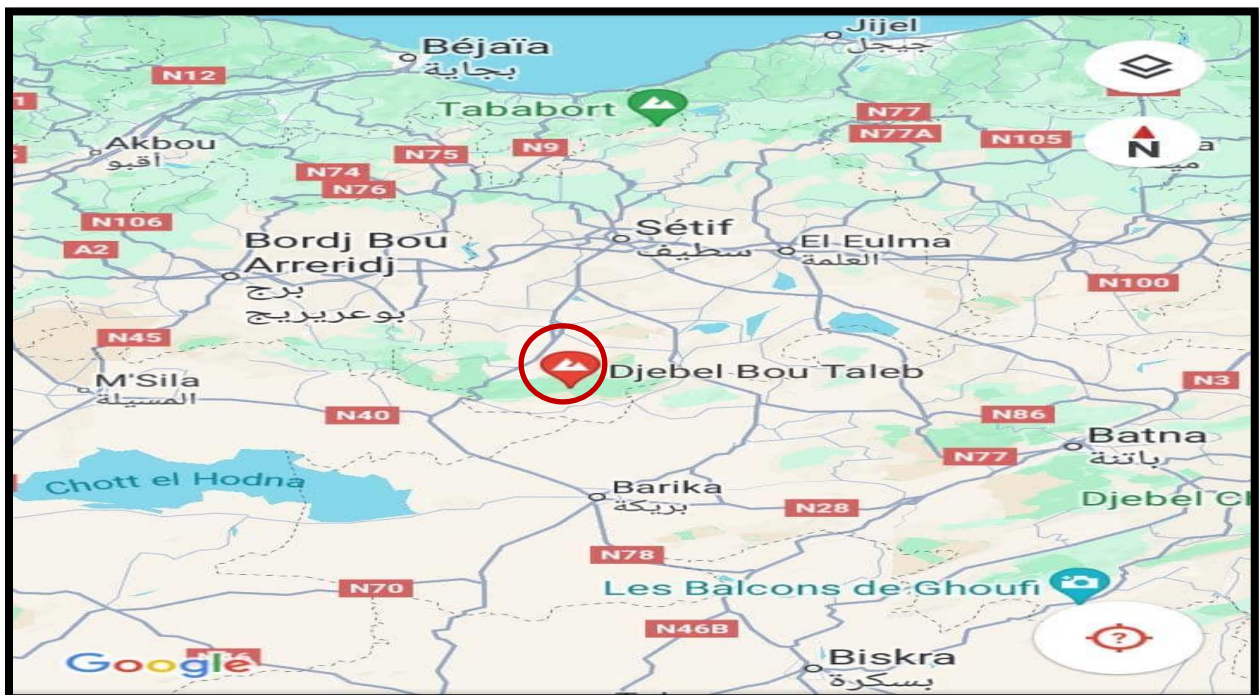 Jijel
جيجل
Béjaïa
بجاية
N12
Tababort
N77
N77A
N105
N
Akbou
أقبو
N75
N9
N74
N76
N106
A2
Bordj Bou
Arreridj
برج
بوعريريج
Sétif
سطيف
El Eulma
العلمة
N100
N45
M'Sila
المسيلة
Djebel Bou Taleb
N3
N40
N86
Batna
باتنة
N77
Chott el Hodna
Barika
بريكة
N28
Djebel
N78
N70
Les Balcons de Ghoufi
N46B
Google
Biskra
بسكرة